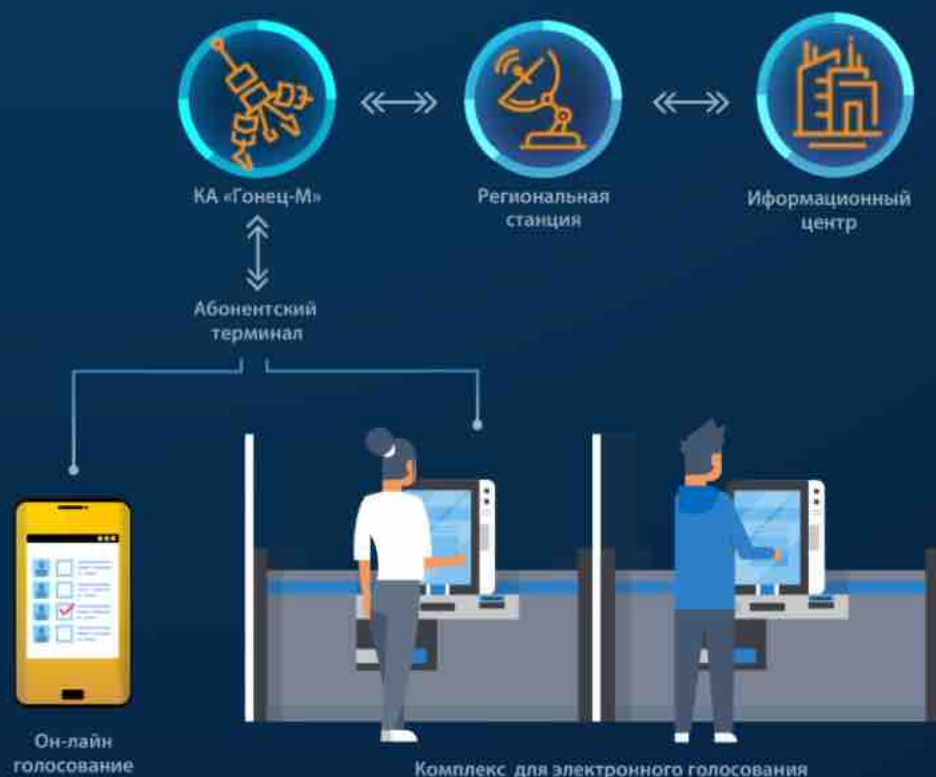 КА «Гонец-М»
Региональная
станция
Иформационный
центр
Абонентский
терминал
Он-лайн
голосование
Комплекс для электронного голосования